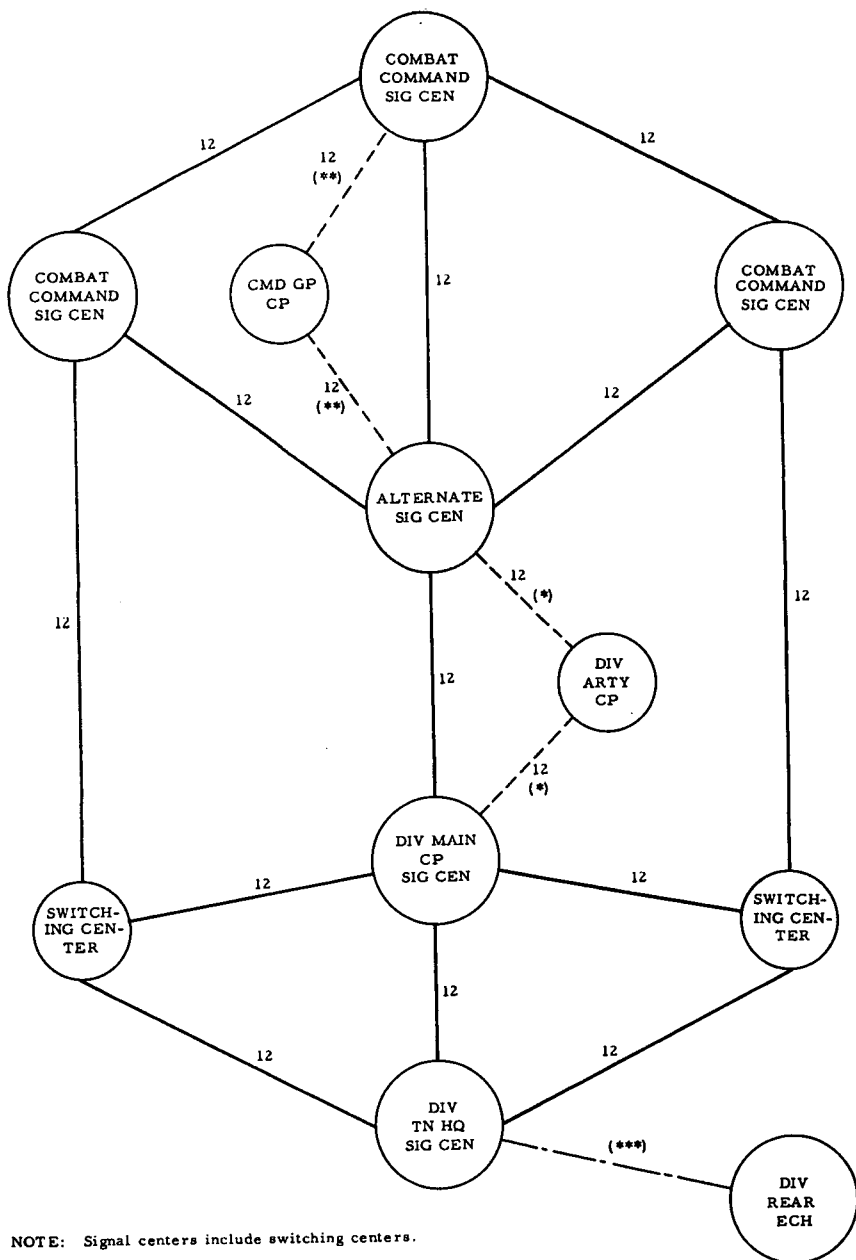 COMBAT
COMMAND
SIG CEN
12
12
(**)
12
COMBAT
COMMAND
SIG CEN
CMD GP
CP
12
COMBAT
COMMAND
SIG CEN
12
12
(**)
12
ALTERNATE
SIG CEN
12
(*)
12
12
12
DIV
ARTY
CP
12
(*)
DIV MAIN
CP
SIG CEN
SWITCH-
ING CEN-
TER
12
12
SWITCH-
ING CEN-
TER
12
12
12
DIV
TN HQ
SIG CEN
(***)
DIV
REAR
ECH
NOTE: Signal centers include switching centers.